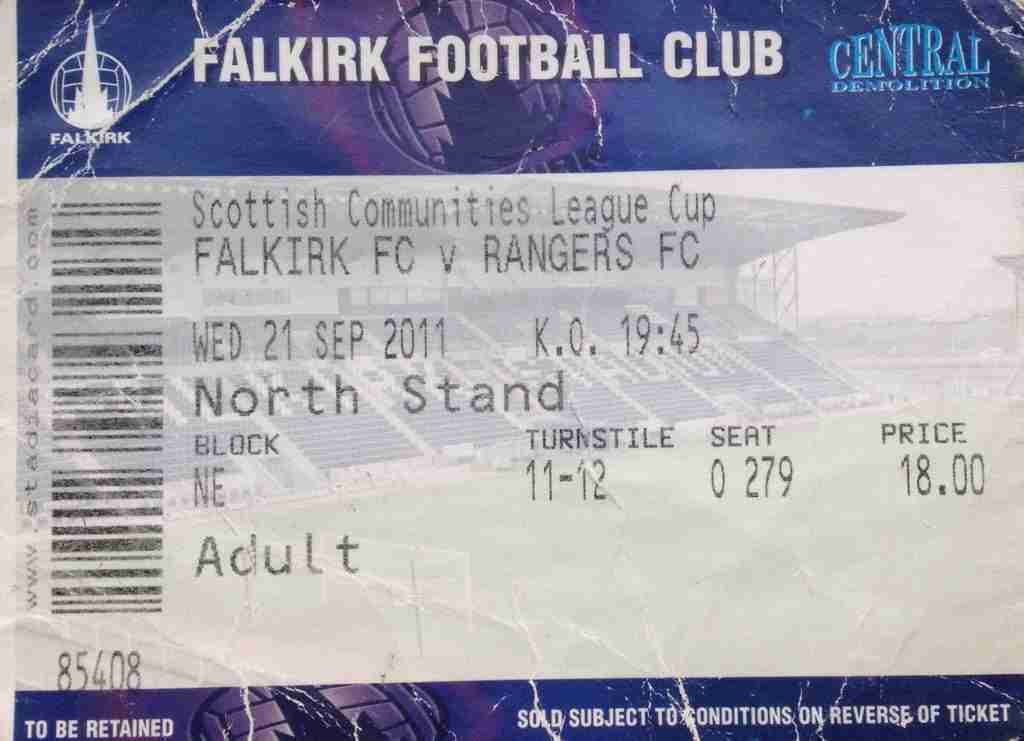 FALKIRK FOOTBALL CLUB
CENTRAL
DEMOLITION
FALKIRK
www.stadiacard.com
Scottish Communities League Cup
FALKIRK FC v RANGERS FC
WED 21 SEP 2011 K.O. 19:45
North Stand
BLOCK TURNSTILE SEAT PRICE
NE 11-12 O 279 18.00
Adult
85408
TO BE RETAINED
SOLD SUBJECT TO CONDITIONS ON REVERSE OF TICKET